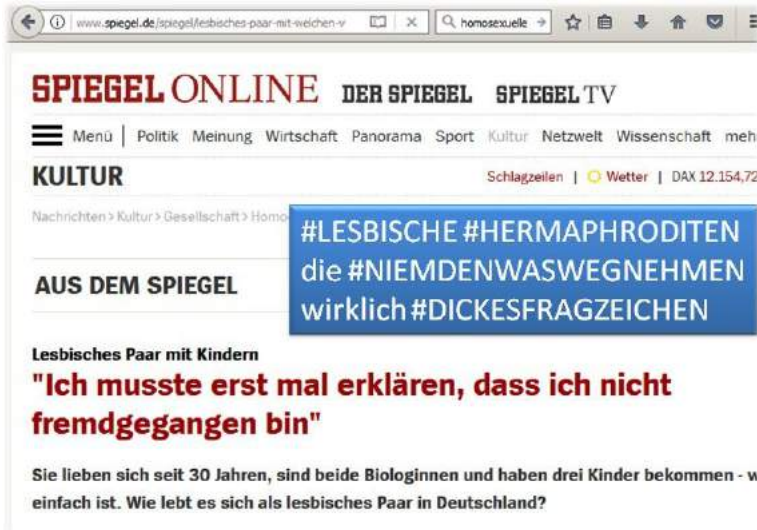 www.spiegel.de/spiegel/lesbisches-paar-mit-welchen-v
homosexuelle
SPIEGEL ONLINE DER SPIEGEL SPIEGEL TV
Menü | Politik Meinung Wirtschaft Panorama Sport Kultur Netzwelt Wissenschaft meh
KULTUR
Schlagzeilen | Wetter | DAX 12.154,72
Nachrichten > Kultur > Gesellschaft > Homo
#LESBISCHE #HERMAPHRODITEN
die #NIEMDENWASWEGNEHMEN
wirklich #DICKESFRAGZEICHEN
AUS DEM SPIEGEL
Lesbisches Paar mit Kindern
"Ich musste erst mal erklären, dass ich nicht
fremdgegangen bin"
Sie lieben sich seit 30 Jahren, sind beide Biologinnen und haben drei Kinder bekommen - w
einfach ist. Wie lebt es sich als lesbisches Paar in Deutschland?